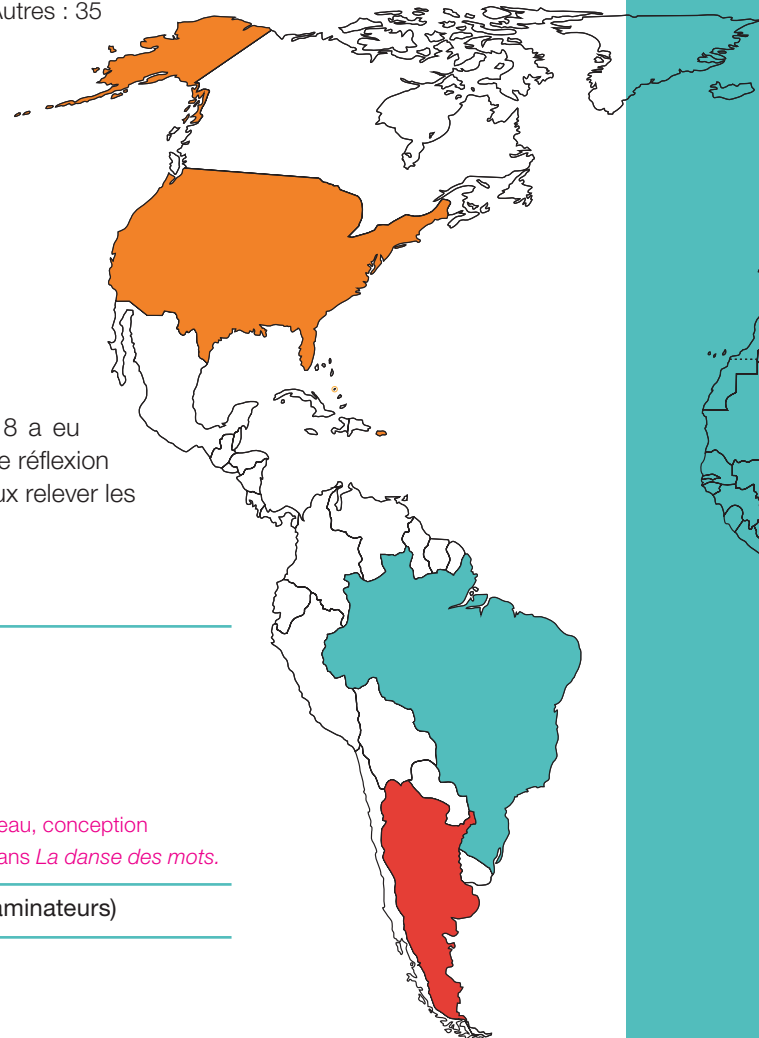 Autres : 35
8 a eu
e réflexion
ux relever les
eau, conception
ans La danse des mots.
aminateurs)